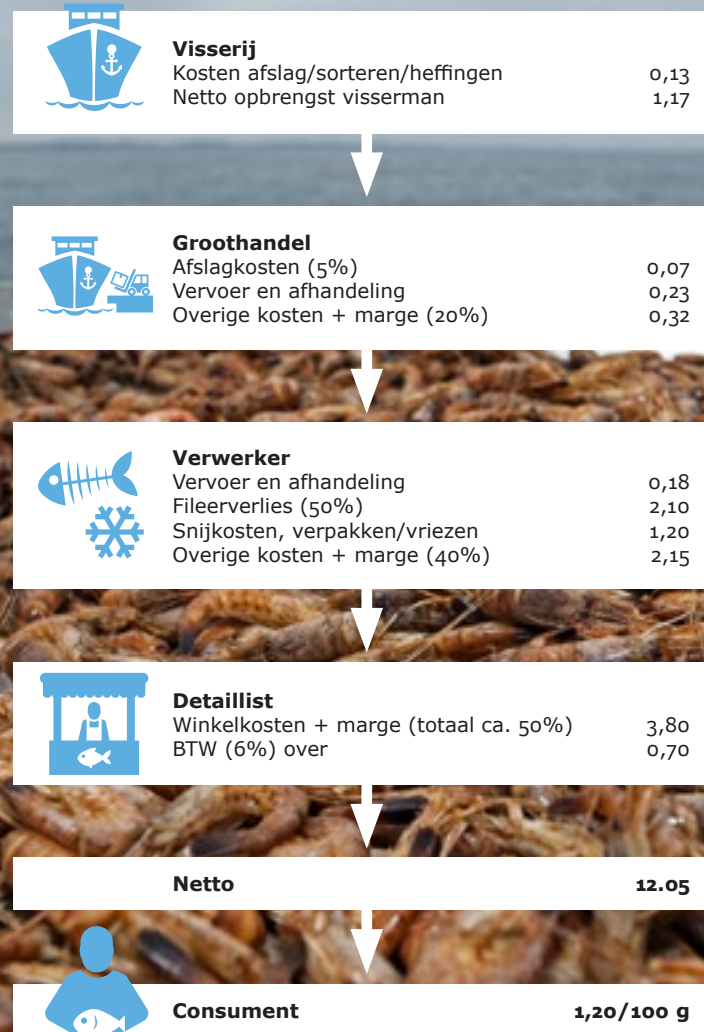 Visserij
Kosten afslag/sorteren/heffingen 0,13
Netto opbrengst visserman 1,17
Groothandel
Afslagkosten (5%) 0,07
Vervoer en afhandeling 0,23
Overige kosten + marge (20%) 0,32
Verwerker
Vervoer en afhandeling 0,18
Fileerverlies (50%) 2,10
Snijkosten, verpakken/vriezen 1,20
Overige kosten + marge (40%) 2,15
Detaillist
Winkelkosten + marge (totaal ca. 50%) 3,80
BTW (6%) over 0,70
Netto 12.05
Consument 1,20/100 g